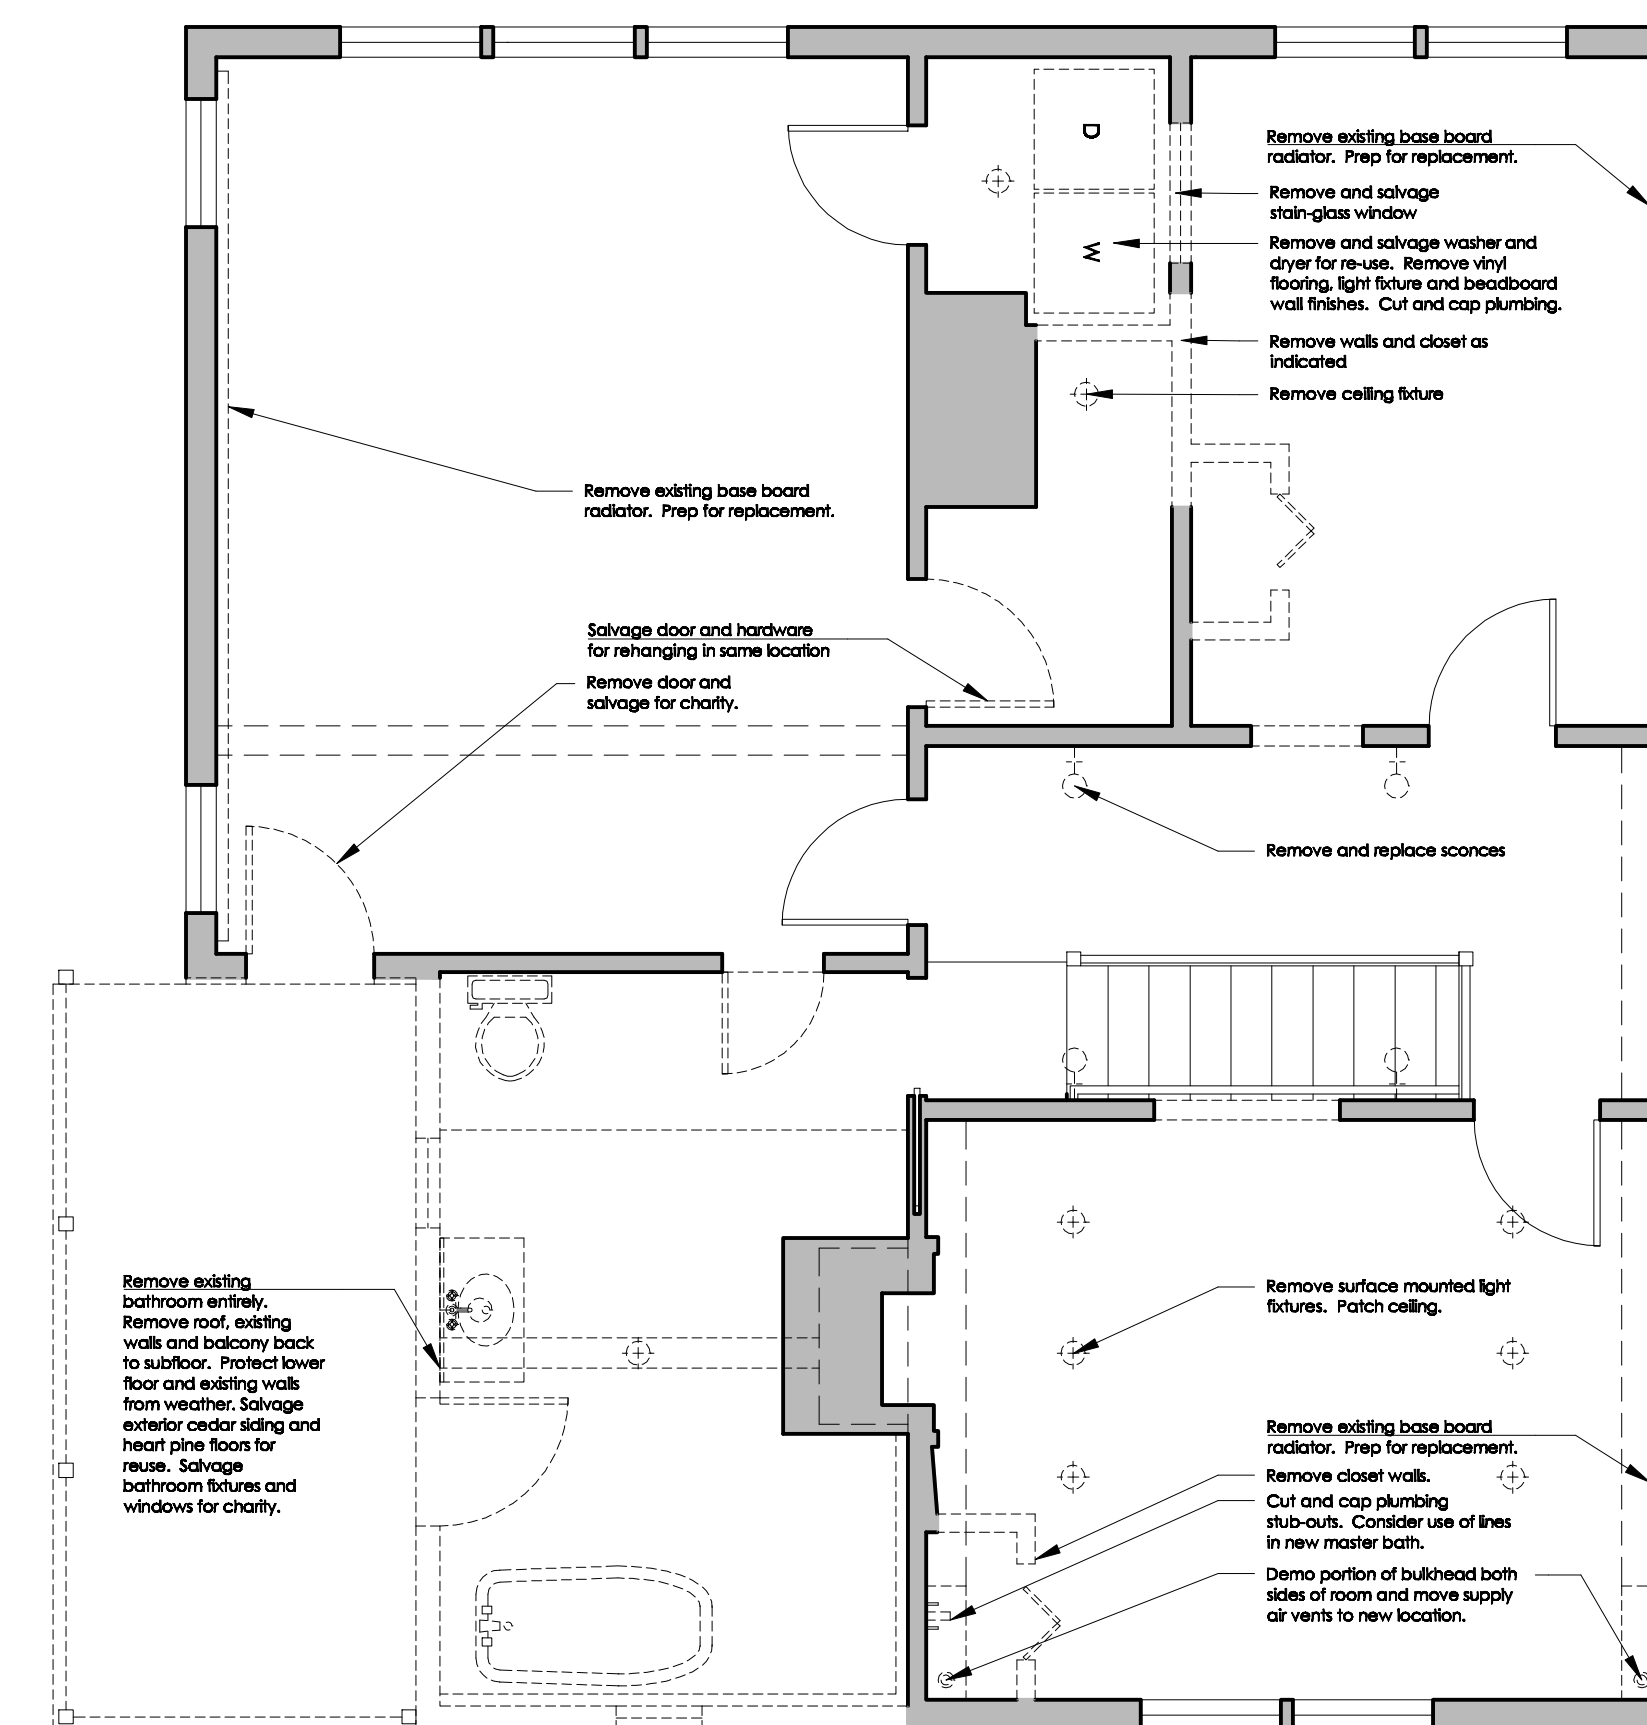 D
W
Remove existing base board
radiator.  Prep for replacement.
Remove and salvage
stain-glass window
Remove and salvage washer and
dryer for re-use.  Remove vinyl
flooring, light fixture and beadboard
wall finishes.  Cut and cap plumbing.
Remove walls and closet as
indicated
Remove ceiling fixture
Remove existing base board
radiator.  Prep for replacement.
Salvage door and hardware
for rehanging in same location
Remove door and
salvage for charity.
Remove and replace sconces
Remove existing
bathroom entirely.
Remove roof, existing
walls and balcony back
to subfloor.  Protect lower
floor and existing walls
from weather. Salvage
exterior cedar siding and
heart pine floors for
reuse.  Salvage
bathroom fixtures and
windows for charity.
Remove surface mounted light
fixtures.  Patch ceiling.
Remove existing base board
radiator.  Prep for replacement.
Remove closet walls.
Cut and cap plumbing
stub-outs.  Consider use of lines
in new master bath.
Demo portion of bulkhead both
sides of room and move supply
air vents to new location.